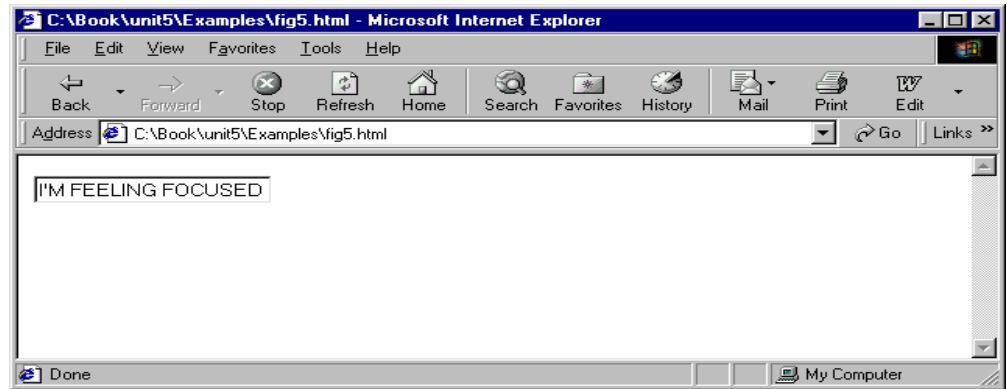 C:\Book\unit5\Examples\fig5.html - Microsoft Internet Explorer
File Edit View Favorites Tools Help
Back Forward Stop Refresh Home Search Favorites History Mail Print Edit
Address C:\Book\unit5\Examples\fig5.html Go Links »
I'M FEELING FOCUSED
Done My Computer